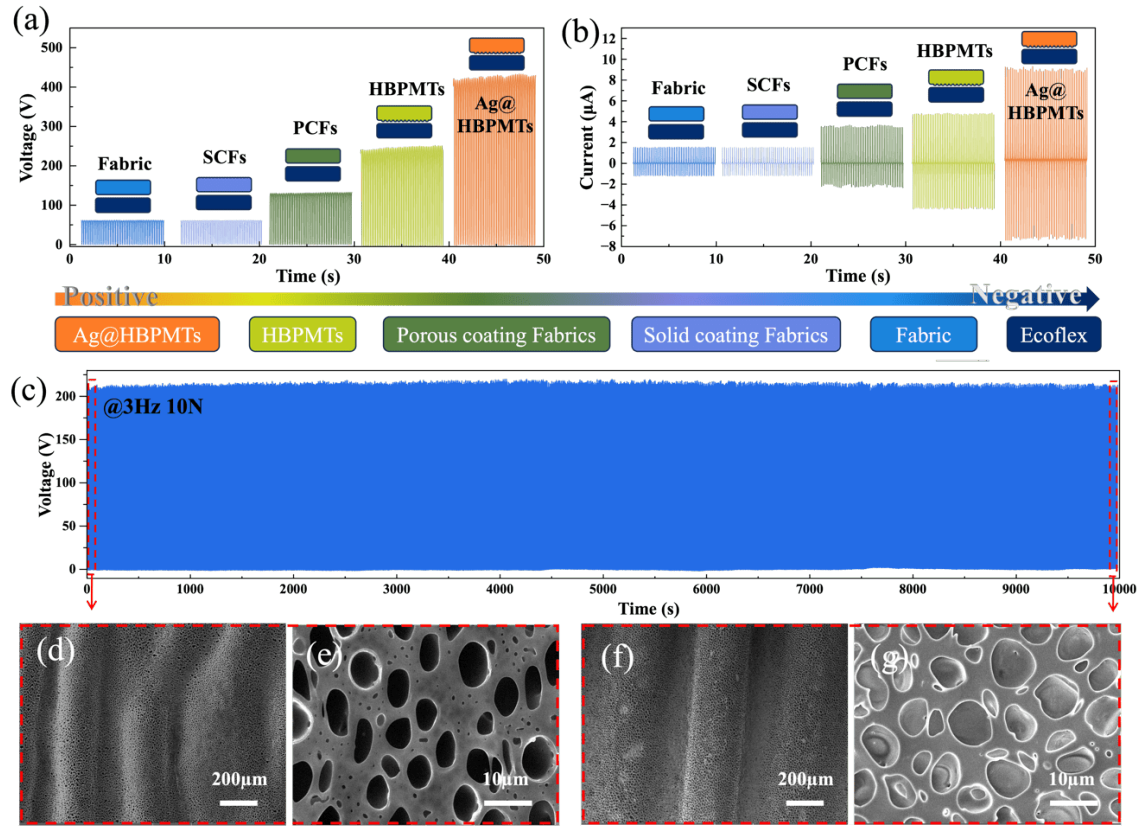 (a)
500
400
300
200
100
0
Voltage (V)
Fabric
SCFs
PCFs
HBPMTs
Ag@
HBPMTs
0
10
20
30
40
50
Time (s)
(b)
12
10
8
6
4
2
0
−2
−4
−6
−8
Current (μA)
Fabric
SCFs
PCFs
HBPMTs
Ag@
HBPMTs
0
10
20
30
40
50
Time (s)
Positive
Negative
Ag@HBPMTs
HBPMTs
Porous coating Fabrics
Solid coating Fabrics
Fabric
Ecoflex
(c)
@3Hz 10N
200
150
100
50
0
Voltage (V)
0
1000
2000
3000
4000
5000
6000
7000
8000
9000
10000
Time (s)
(d)
200μm
(e)
10μm
(f)
200μm
(g)
10μm